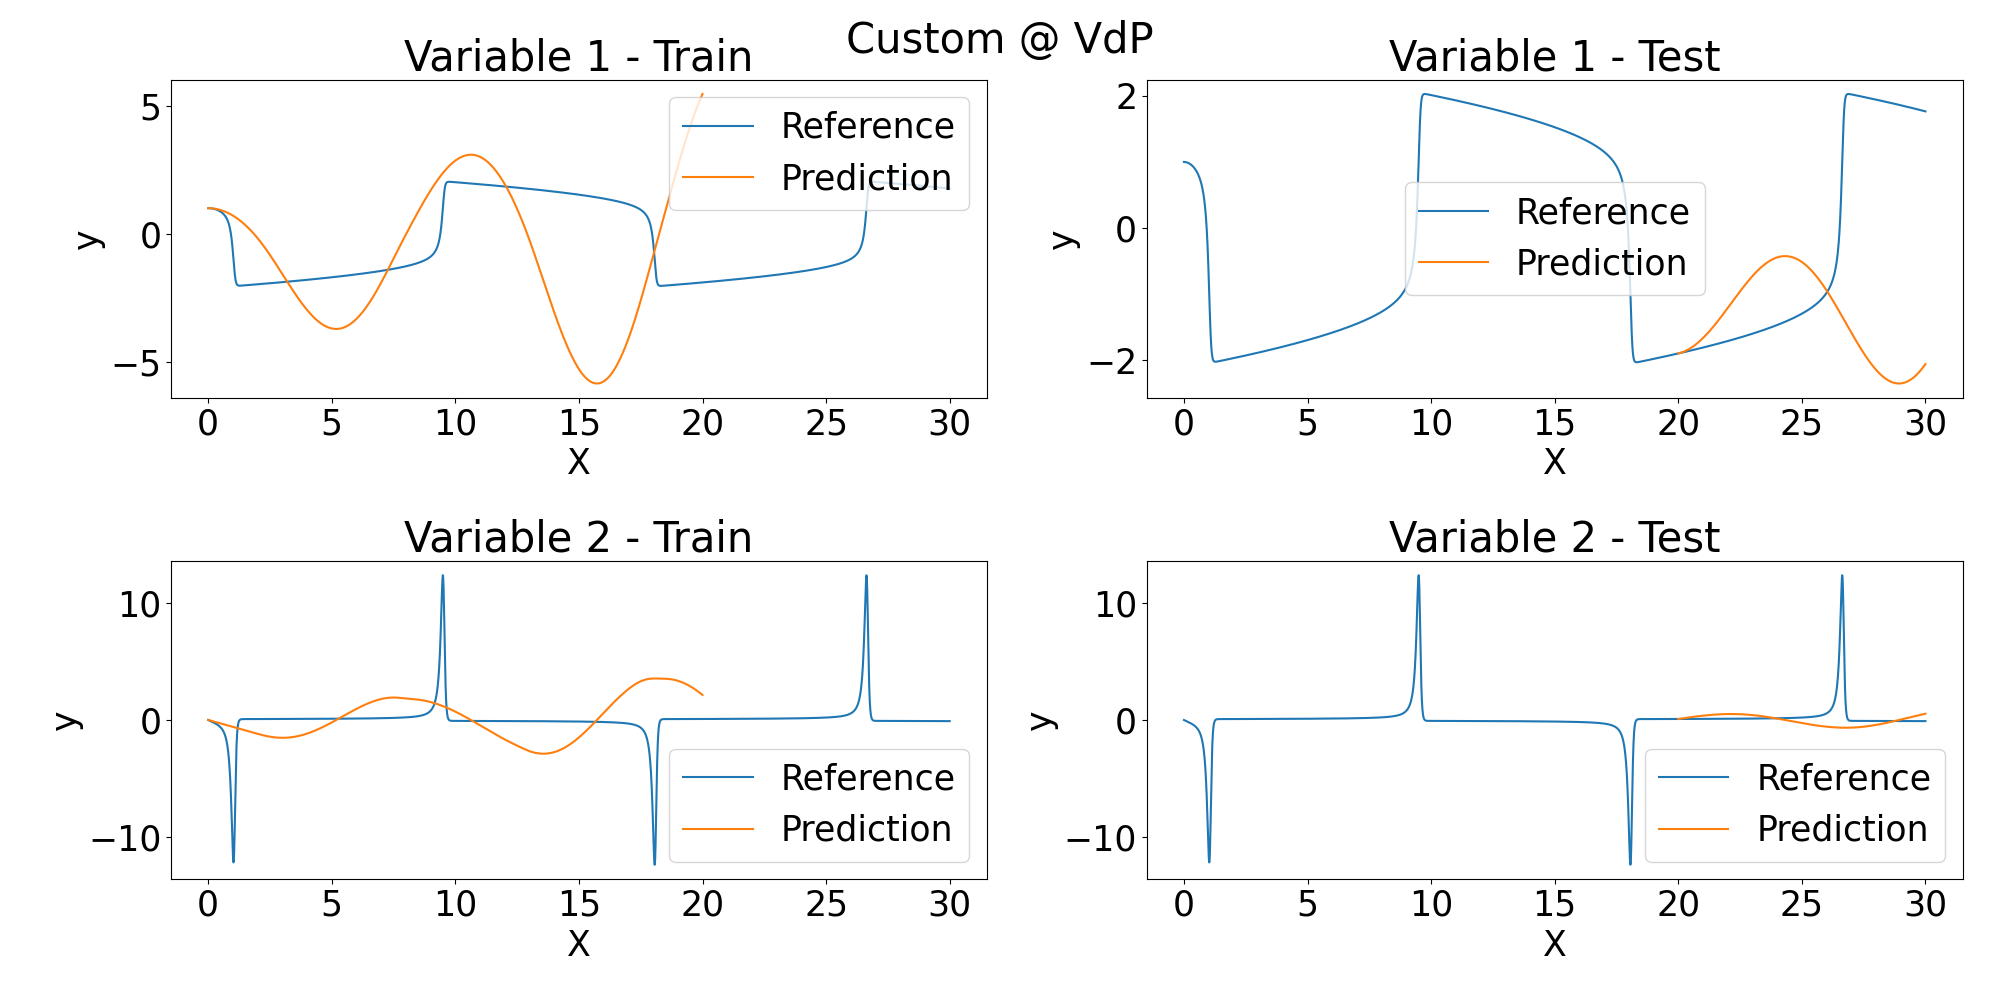 Custom @ VdP
Variable 1 - Train
5
0
−5
y
0 5 10 15 20 25 30
X
Reference
Prediction
Variable 1 - Test
2
0
−2
y
0 5 10 15 20 25 30
X
Reference
Prediction
Variable 2 - Train
10
0
−10
y
0 5 10 15 20 25 30
X
Reference
Prediction
Variable 2 - Test
10
0
−10
y
0 5 10 15 20 25 30
X
Reference
Prediction